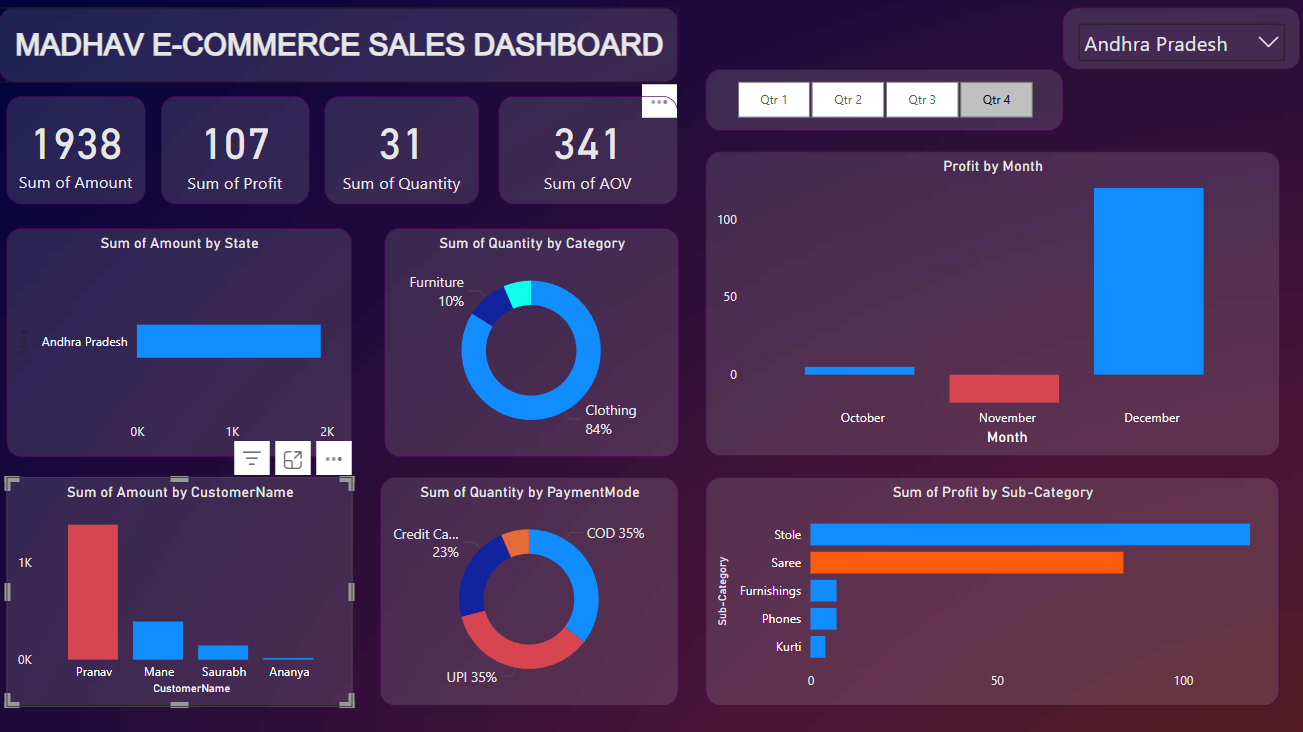 MADHAV E-COMMERCE SALES DASHBOARD
Andhra Pradesh
Qtr 1
Qtr 2
Qtr 3
Qtr 4
1938
Sum of Amount
107
Sum of Profit
31
Sum of Quantity
341
Sum of AOV
Sum of Amount by State
Andhra Pradesh
0K
1K
2K
Sum of Quantity by Category
Furniture
10%
Clothing
84%
Profit by Month
100
50
0
October
November
December
Month
Sum of Amount by CustomerName
1K
0K
Pranav
Mane
Saurabh
Ananya
CustomerName
Sum of Quantity by PaymentMode
Credit Ca...
23%
COD 35%
UPI 35%
Sum of Profit by Sub-Category
Sub-Category
Stole
Saree
Furnishings
Phones
Kurti
0
50
100